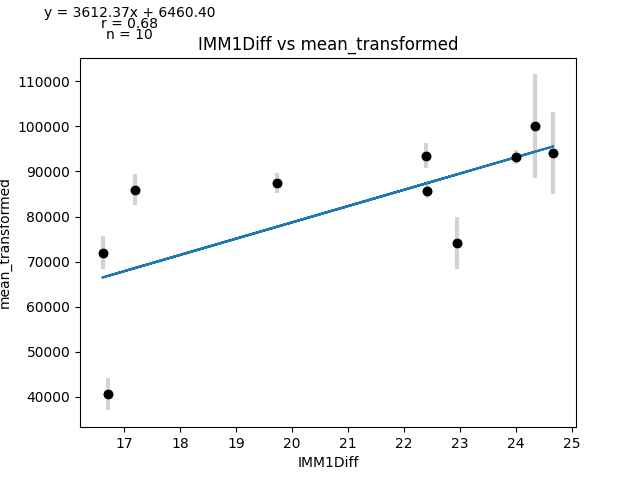 y = 3612.37x + 6460.40
r = 0.68
n = 10
IMM1Diff vs mean_transformed
110000
100000
90000
80000
70000
60000
50000
40000
mean_transformed
17 18 19 20 21 22 23 24 25
IMM1Diff